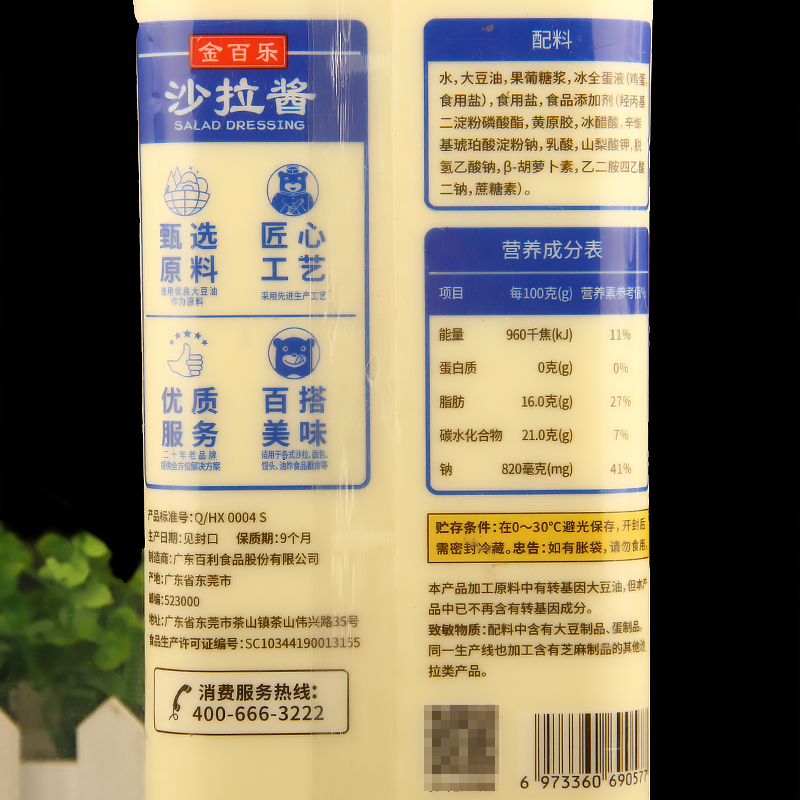 金百乐
沙拉酱
SALAD DRESSING
甄选
原料
选用优良大豆油
作为原料
匠心
工艺
采用先进生产工艺
优质
服务
二十年老品牌
提供全方位解决方案
百搭
美味
适用于各式沙拉、面包、
馒头、油炸食品蘸食等
产品标准号:Q/HX 0004 S
生产日期:见封口 保质期:9个月
制造商:广东百利食品股份有限公司
产地:广东省东莞市
邮编:523000
地址:广东省东莞市茶山镇茶山伟兴路35号
食品生产许可证编号:SC10344190013155
消费服务热线:
400-666-3222
配料
水,大豆油,果葡糖浆,冰全蛋液(鸡蛋
食用盐),食用盐,食品添加剂(羟丙基
二淀粉磷酸酯,黄原胶,冰醋酸,辛烯
基琥珀酸淀粉钠,乳酸,山梨酸钾,脱
氢乙酸钠,β-胡萝卜素,乙二胺四乙酸
二钠,蔗糖素)。
营养成分表
项目 每100克(g) 营养素参考值%
能量 960千焦(kJ) 11%
蛋白质 0克(g) 0%
脂肪 16.0克(g) 27%
碳水化合物 21.0克(g) 7%
钠 820毫克(mg) 41%
贮存条件:在0～30℃避光保存,开封后
需密封冷藏。忠告:如有胀袋,请勿食用。
本产品加工原料中有转基因大豆油,但本产
品中已不再含有转基因成分。
致敏物质:配料中含有大豆制品、蛋制品,
同一生产线也加工含有芝麻制品的其他沙
拉类产品。
6 973360 690577